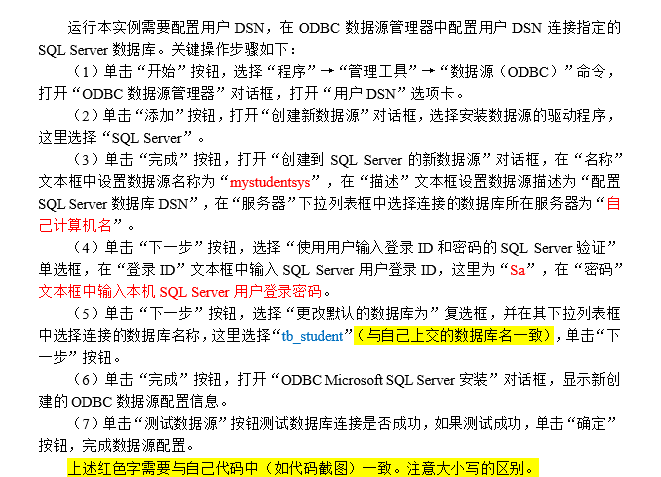 运行本实例需要配置用户 DSN，在 ODBC 数据源管理器中配置用户 DSN 连接指定的
SQL Server 数据库。关键操作步骤如下：
（1）单击“开始”按钮，选择“程序”→“管理工具”→“数据源（ODBC）”命令，
打开“ODBC 数据源管理器”对话框，打开“用户 DSN”选项卡。
（2）单击“添加”按钮，打开“创建新数据源”对话框，选择安装数据源的驱动程序，
这里选择“SQL Server”。
（3）单击“完成”按钮，打开“创建到 SQL Server 的新数据源”对话框，在“名称”
文本框中设置数据源名称为“mystudentsys”，在“描述”文本框设置数据源描述为“配置
SQL Server 数据库 DSN”，在“服务器”下拉列表框中选择连接的数据库所在服务器为“自
己计算机名”。
（4）单击“下一步”按钮，选择“使用用户输入登录 ID 和密码的 SQL Server 验证”
单选框，在“登录 ID”文本框中输入 SQL Server 用户登录 ID，这里为“Sa”，在“密码”
文本框中输入本机 SQL Server 用户登录密码。
（5）单击“下一步”按钮，选择“更改默认的数据库为”复选框，并在其下拉列表框
中选择连接的数据库名称，这里选择“tb_student”（与自己上交的数据库名一致），单击“下
一步”按钮。
（6）单击“完成”按钮，打开“ODBC Microsoft SQL Server 安装”对话框，显示新创
建的 ODBC 数据源配置信息。
（7）单击“测试数据源”按钮测试数据库连接是否成功，如果测试成功，单击“确定”
按钮，完成数据源配置。
上述红色字需要与自己代码中（如代码截图）一致。注意大小写的区别。